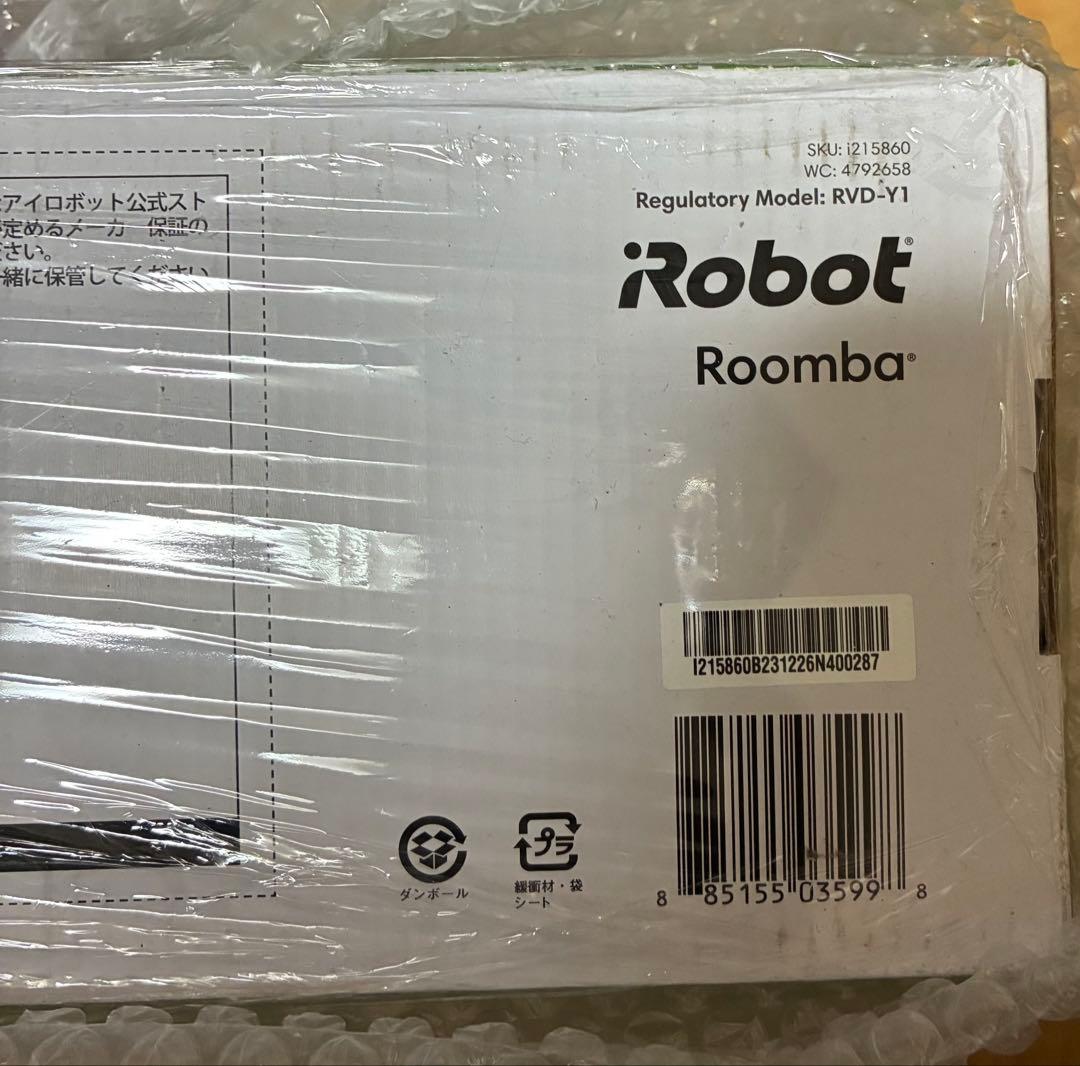 アイロボット公式スト
定めるメーカー保証の
ださい。
緒に保管してください
SKU: i215860
WC: 4792658
Regulatory Model: RVD-Y1
iRobot®
Roomba®
I215860B231226N400287
ダンボール
プラ
緩衝材・袋
シート
8 85155 03599 8